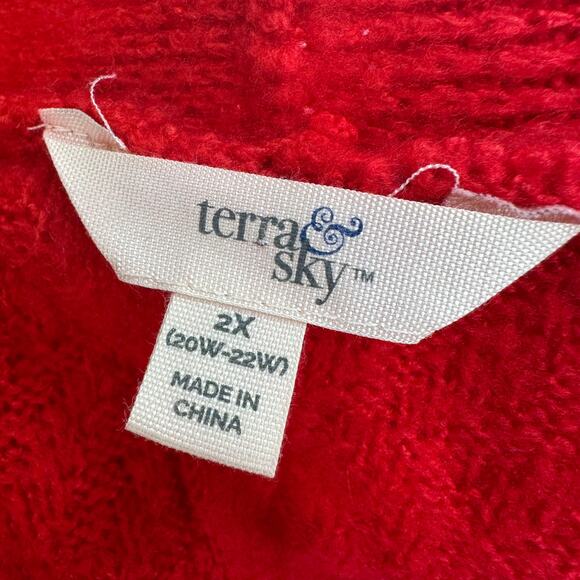 terra &
sky™
2X
(20W-22W)
MADE IN
CHINA